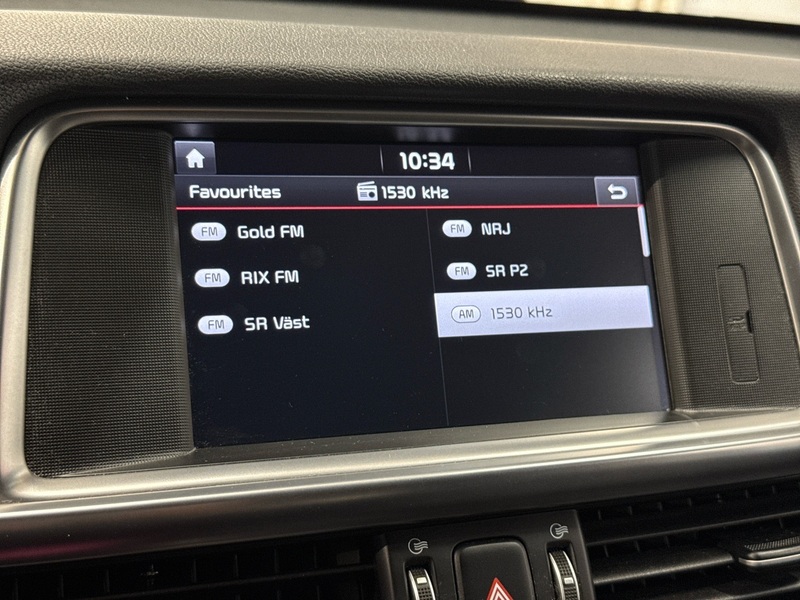 10:34
Favourites 1530 kHz
FM Gold FM
FM RIX FM
FM SR Väst
FM NRJ
FM SR P2
AM 1530 kHz